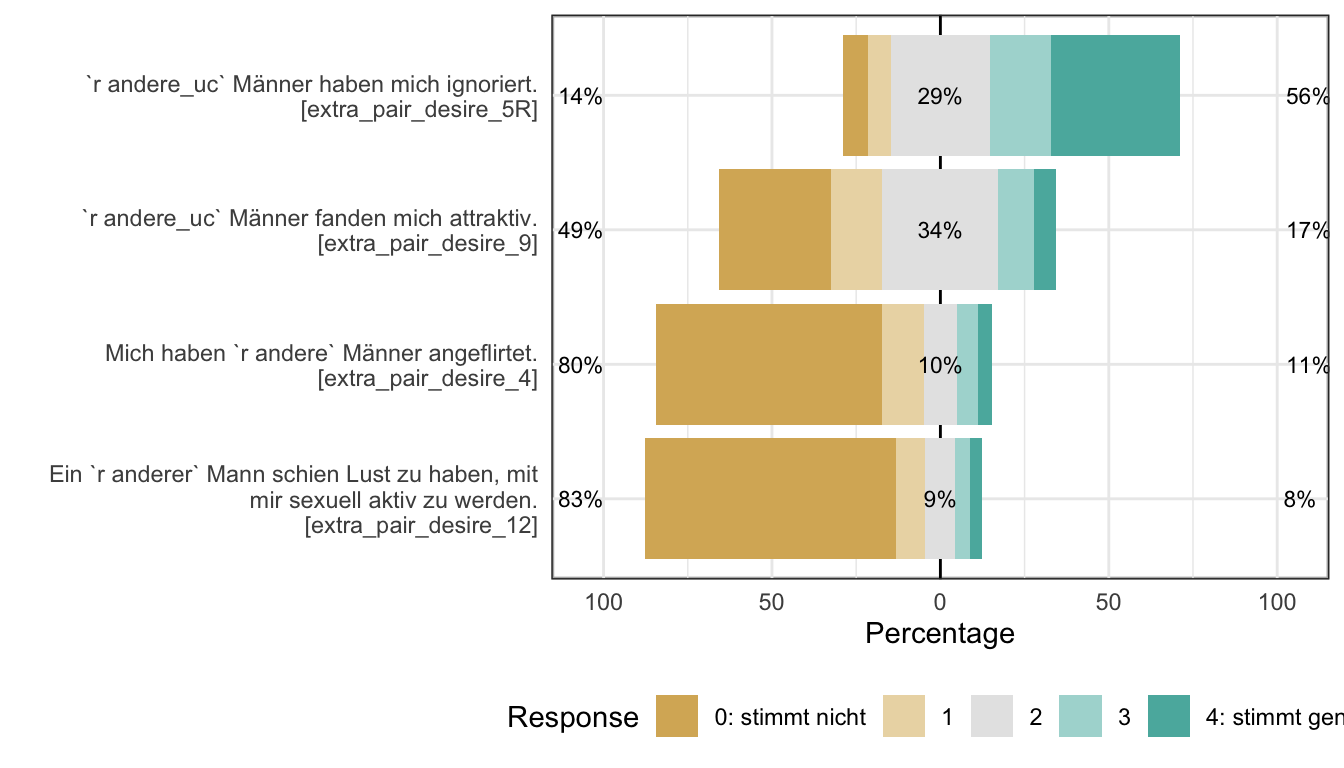 `r andere_uc` Männer haben mich ignoriert.
[extra_pair_desire_5R]
14%
29%
56%
`r andere_uc` Männer fanden mich attraktiv.
[extra_pair_desire_9]
49%
34%
17%
Mich haben `r andere` Männer angeflirtet.
[extra_pair_desire_4]
80%
10%
11%
Ein `r anderer` Mann schien Lust zu haben, mit
mir sexuell aktiv zu werden.
[extra_pair_desire_12]
83%
9%
8%
100 50 0 50 100
Percentage
Response 0: stimmt nicht 1 2 3 4: stimmt gen